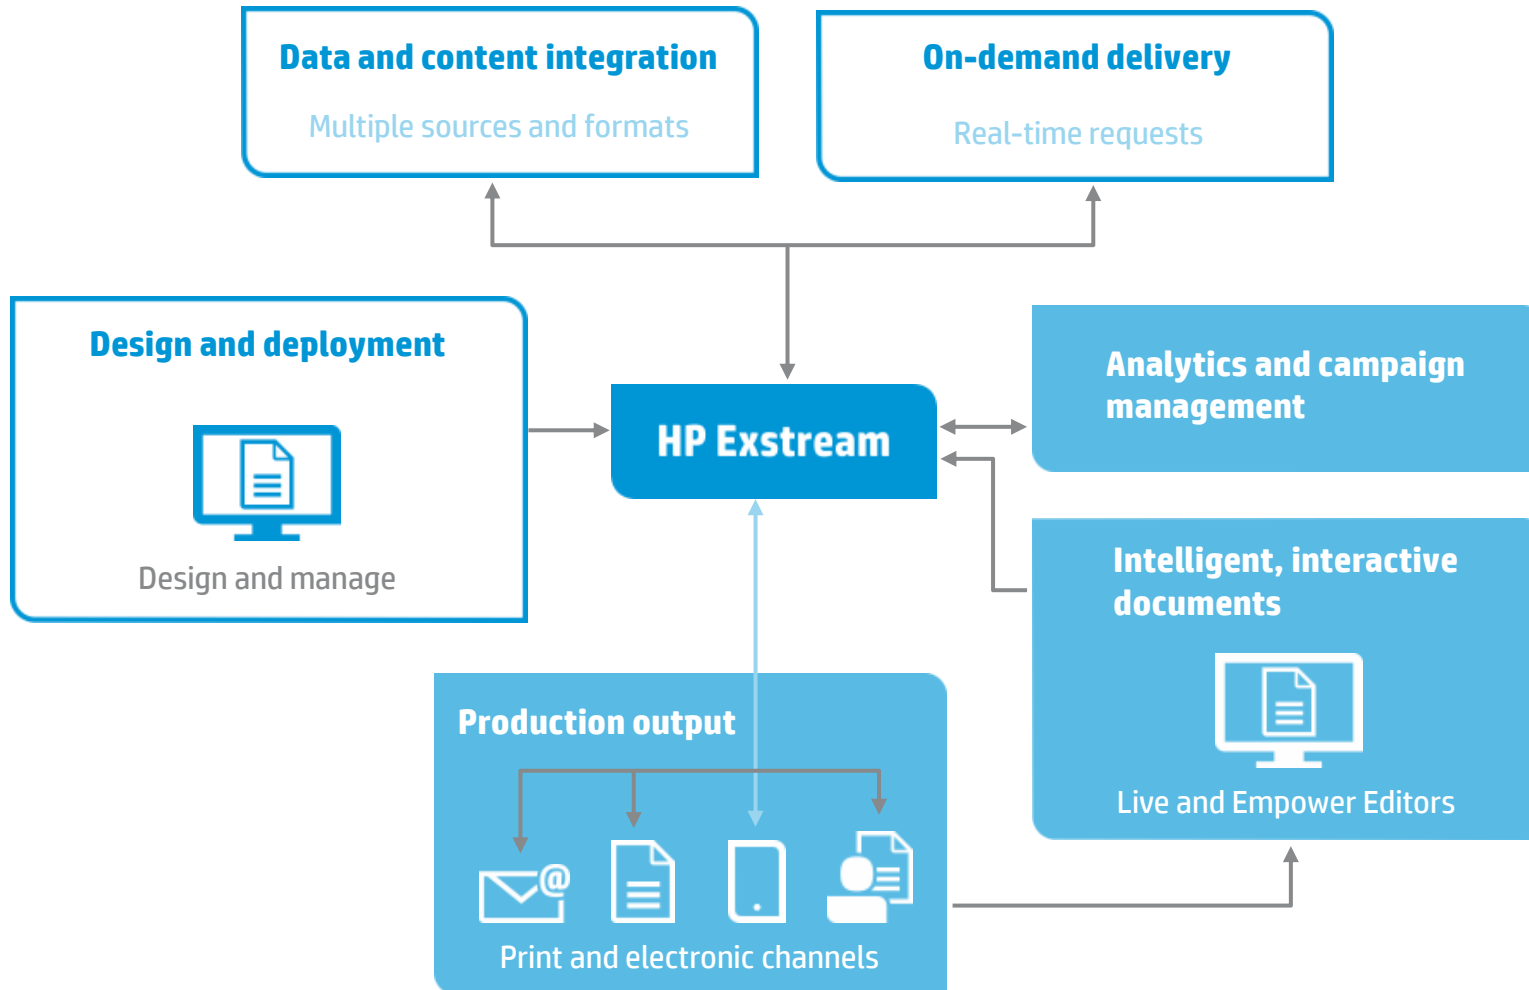 Data and content integration
Multiple sources and formats
On-demand delivery
Real-time requests
Design and deployment
Design and manage
HP Exstream
Analytics and campaign
management
Intelligent, interactive
documents
Live and Empower Editors
Production output
@
Print and electronic channels